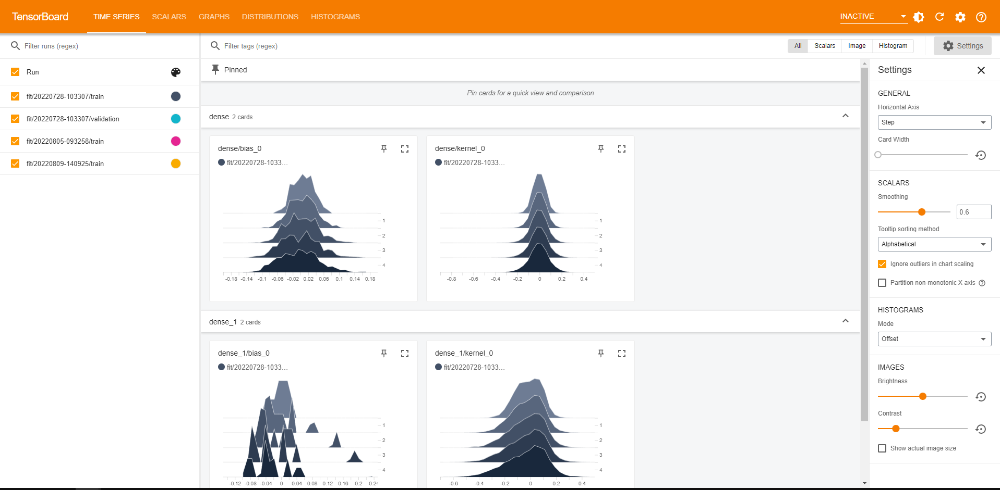 TensorBoard TIME SERIES SCALARS GRAPHS DISTRIBUTIONS HISTOGRAMS INACTIVE
Filter runs (regex)
Run
fit/20220728-103307/train
fit/20220728-103307/validation
fit/20220805-093258/train
fit/20220809-140925/train
Filter tags (regex) All Scalars Image Histogram Settings
Pinned
Pin cards for a quick view and comparison
dense 2 cards
dense/bias_0
fit/20220728-1033...
1
2
3
4
-0.18 -0.14 -0.1 -0.06 -0.02 0.02 0.06 0.1 0.14 0.18
dense/kernel_0
fit/20220728-1033...
1
2
3
4
-0.8 -0.6 -0.4 -0.2 0 0.2 0.4
dense_1 2 cards
dense_1/bias_0
fit/20220728-1033...
1
2
3
4
-0.12 -0.08 -0.04 0 0.04 0.08 0.12 0.16 0.2 0.24
dense_1/kernel_0
fit/20220728-1033...
1
2
3
4
-0.6 -0.4 -0.2 0 0.2 0.4
Settings
GENERAL
Horizontal Axis
Step
Card Width
SCALARS
Smoothing
0.6
Tooltip sorting method
Alphabetical
Ignore outliers in chart scaling
Partition non-monotonic X axis
HISTOGRAMS
Mode
Offset
IMAGES
Brightness
Contrast
Show actual image size